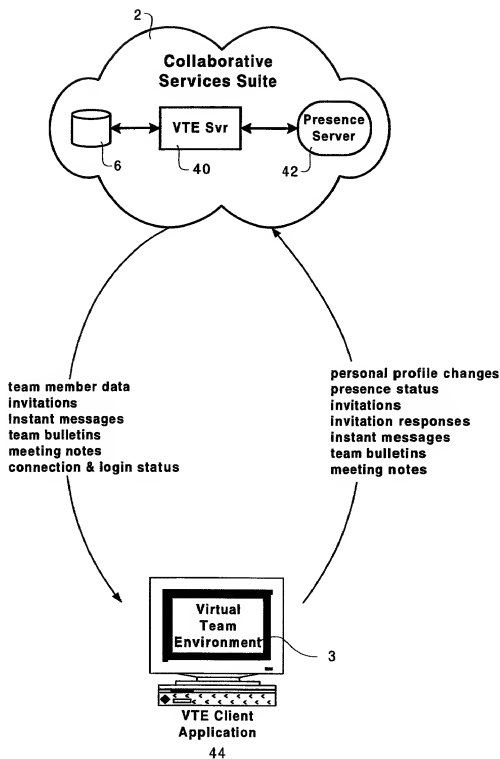 2
Collaborative
Services Suite
VTE Svr
Presence
Server
6
40
42
team member data
invitations
Instant messages
team bulletins
meeting notes
connection & login status
personal profile changes
presence status
invitations
invitation responses
instant messages
team bulletins
meeting notes
Virtual
Team
Environment
3
VTE Client
Application
44